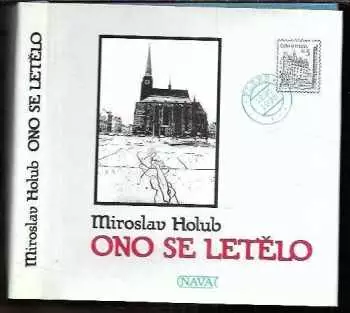 Miroslav Holub ONO SE LETĚLO
Miroslav Holub
ONO SE LETĚLO
NAVA